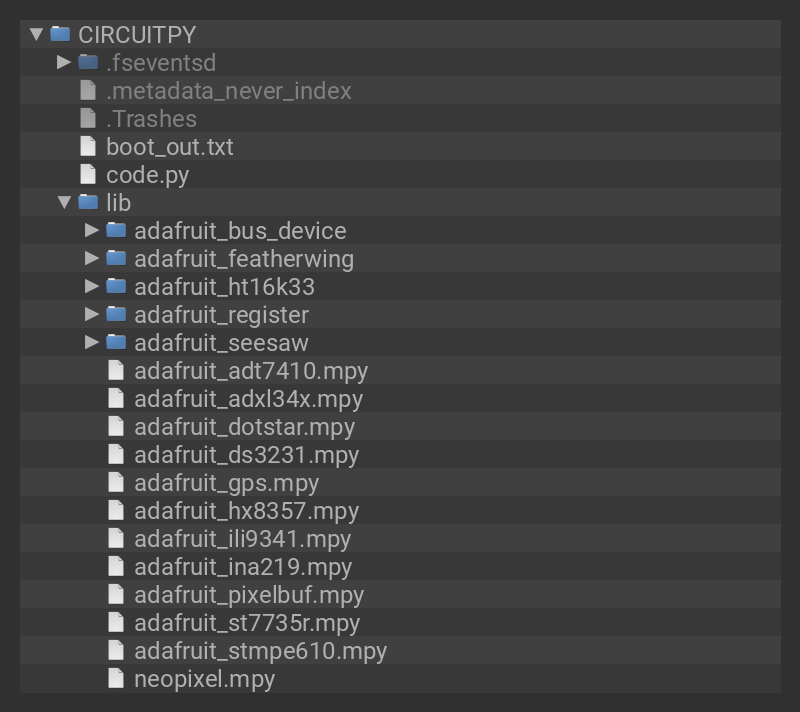 CIRCUITPY
.fseventsd
.metadata_never_index
.Trashes
boot_out.txt
code.py
lib
adafruit_bus_device
adafruit_featherwing
adafruit_ht16k33
adafruit_register
adafruit_seesaw
adafruit_adt7410.mpy
adafruit_adxl34x.mpy
adafruit_dotstar.mpy
adafruit_ds3231.mpy
adafruit_gps.mpy
adafruit_hx8357.mpy
adafruit_ili9341.mpy
adafruit_ina219.mpy
adafruit_pixelbuf.mpy
adafruit_st7735r.mpy
adafruit_stmpe610.mpy
neopixel.mpy